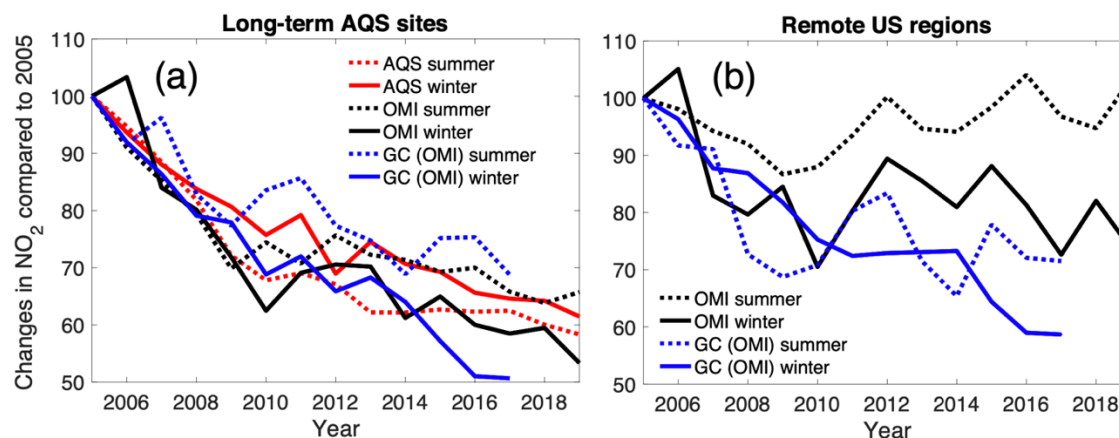 Long-term AQS sites
(a)
AQS summer
AQS winter
OMI summer
OMI winter
GC (OMI) summer
GC (OMI) winter
Changes in NO₂ compared to 2005
110
100
90
80
70
60
50
2006 2008 2010 2012 2014 2016 2018
Year
Remote US regions
(b)
OMI summer
OMI winter
GC (OMI) summer
GC (OMI) winter
110
100
90
80
70
60
50
2006 2008 2010 2012 2014 2016 2018
Year